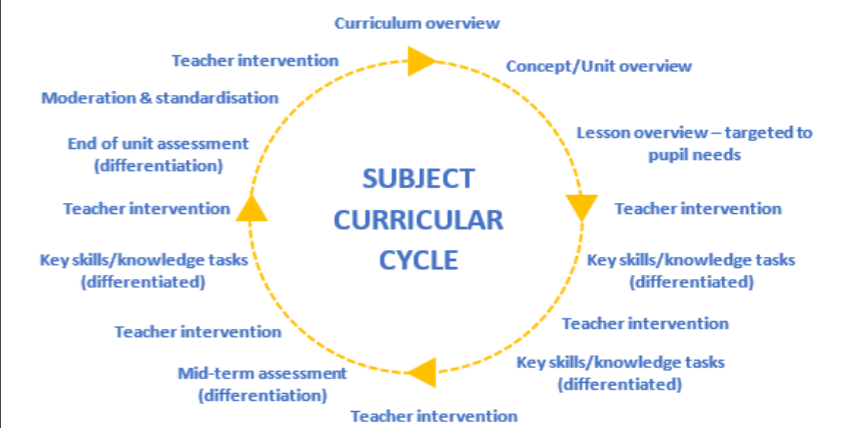 Curriculum overview
Concept/Unit overview
Lesson overview – targeted to
pupil needs
Teacher intervention
Key skills/knowledge tasks
(differentiated)
Teacher intervention
Key skills/knowledge tasks
(differentiated)
Teacher intervention
Mid-term assessment
(differentiation)
Teacher intervention
Key skills/knowledge tasks
(differentiated)
Teacher intervention
End of unit assessment
(differentiation)
Moderation & standardisation
Teacher intervention
SUBJECT
CURRICULAR
CYCLE